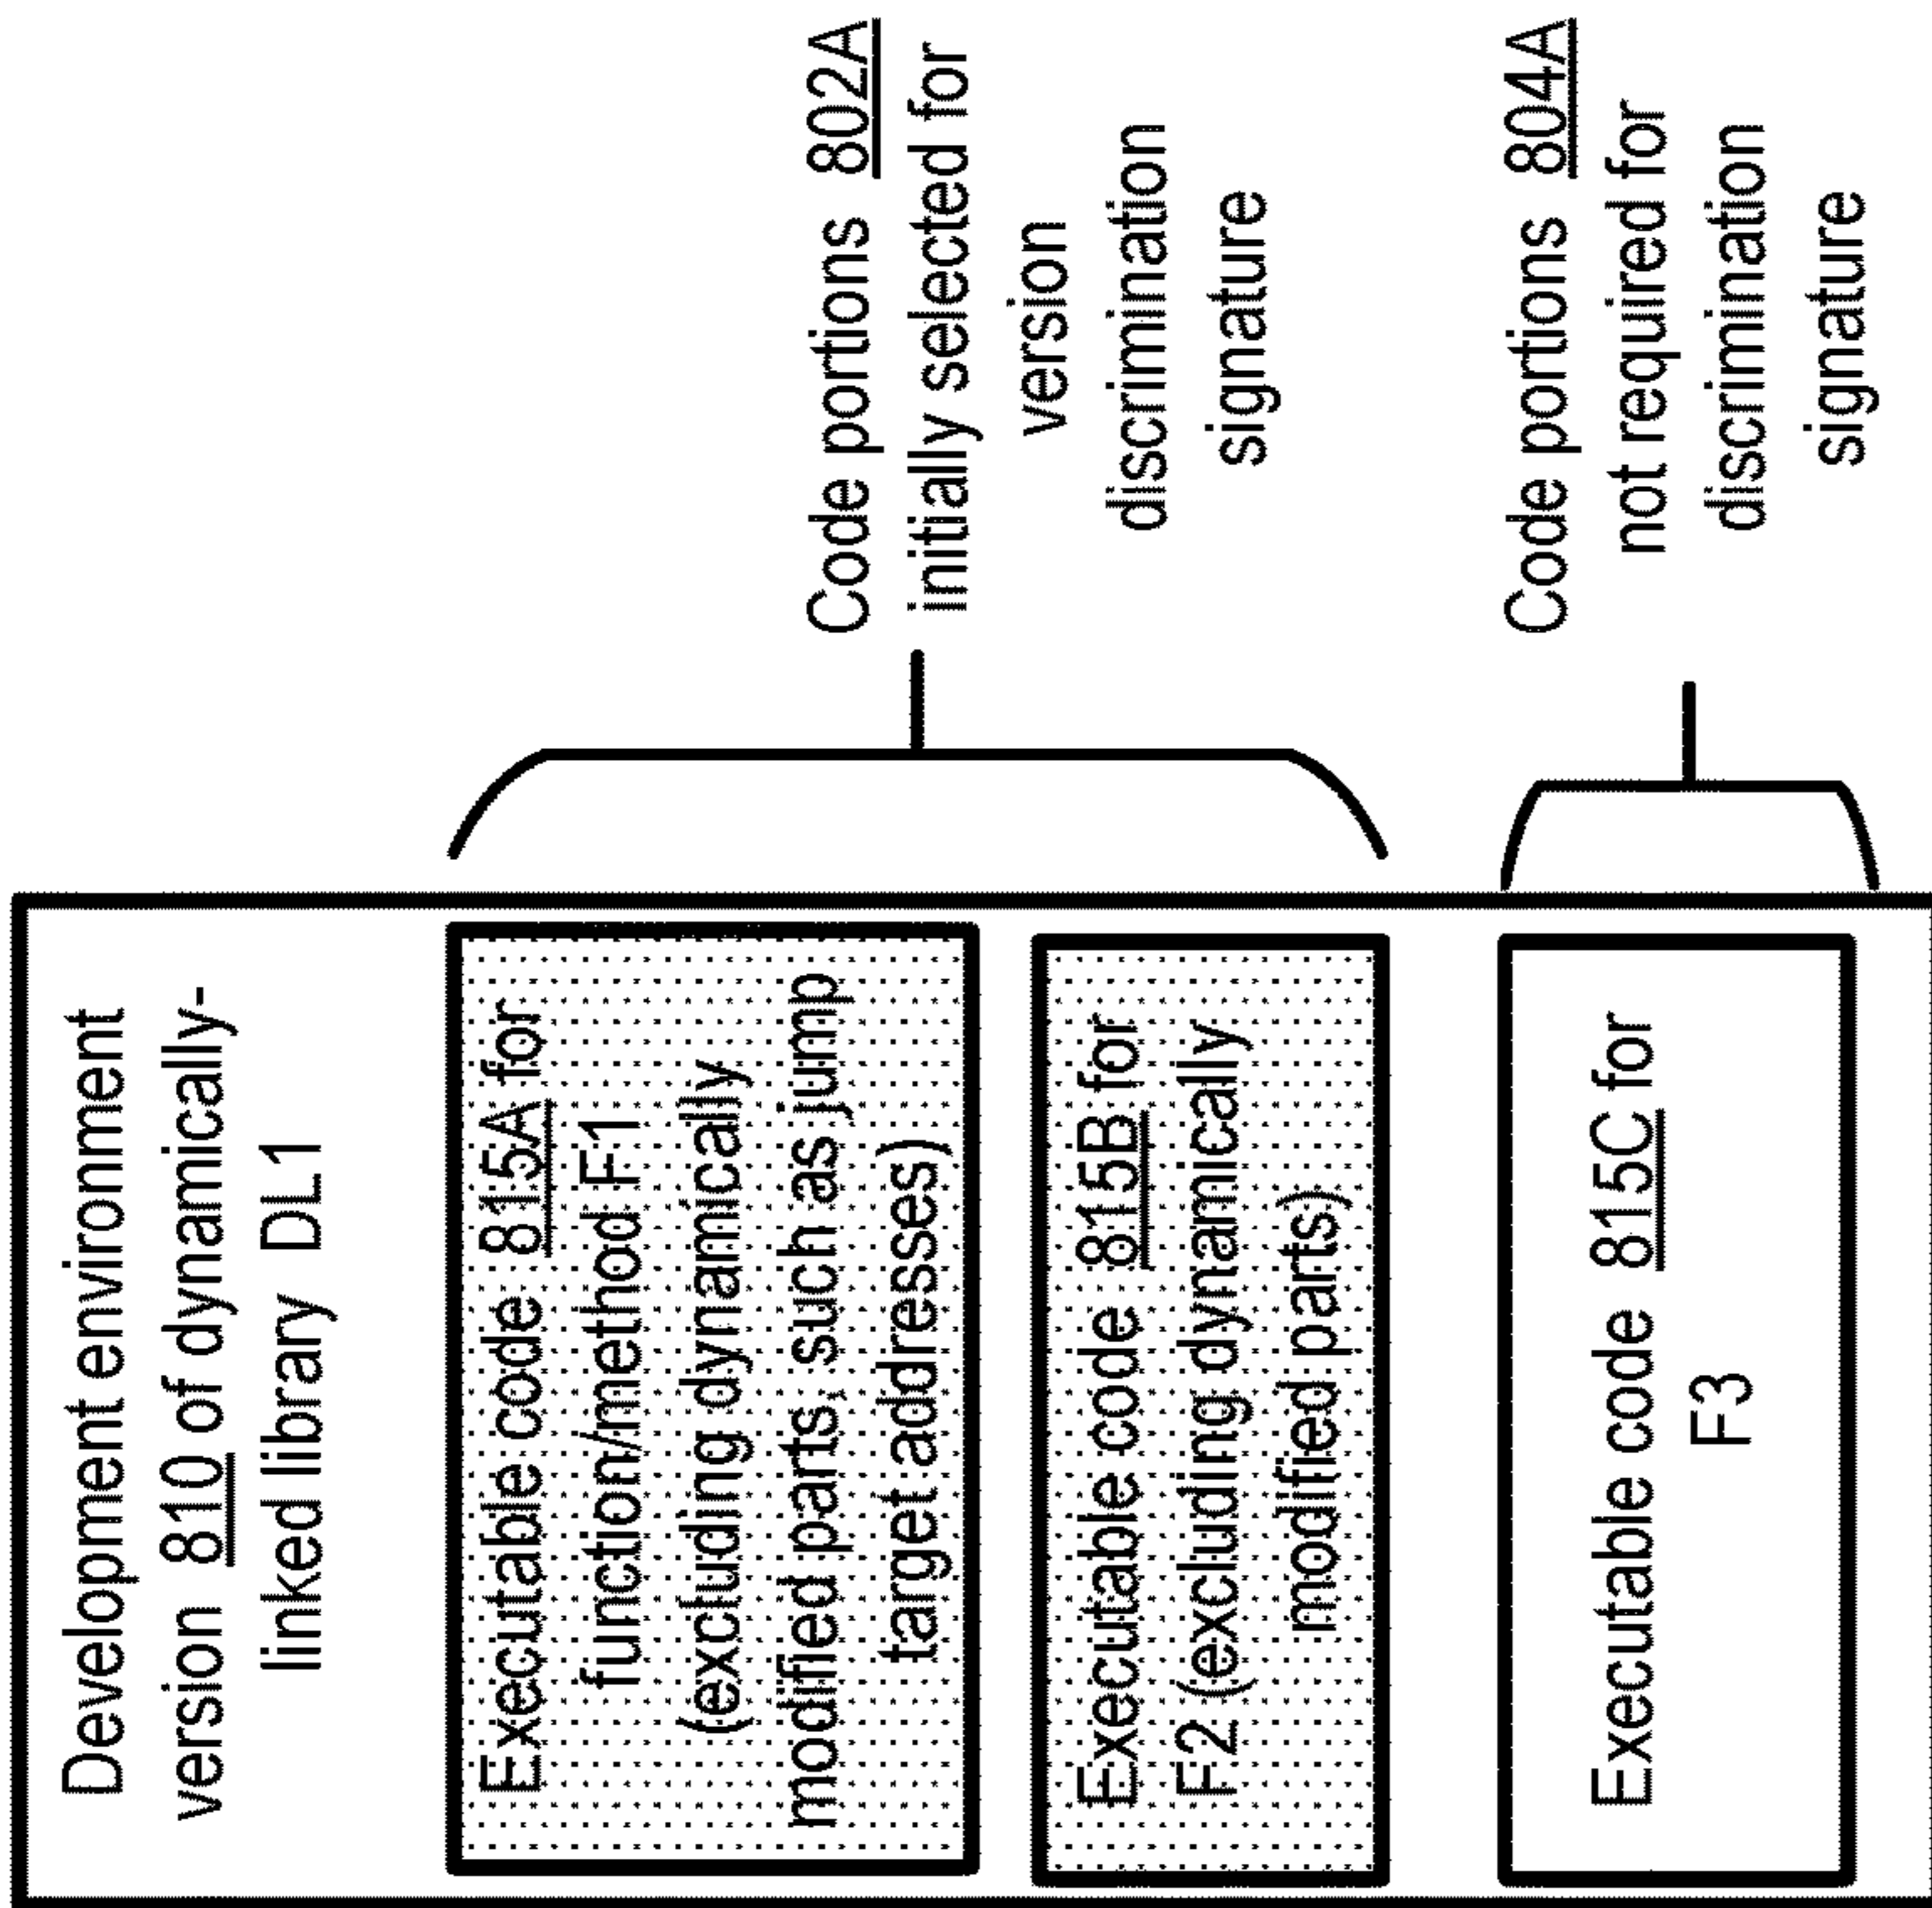 Development environment
version 810 of dynamically-
linked library DL1
Executable code 815A for
function/method F1
(excluding dynamically
modified parts, such as jump
target addresses)
Executable code 815B for
F2 (excluding dynamically
modified parts)
Executable code 815C for
F3
Code portions 802A
initially selected for
version
discrimination
signature
Code portions 804A
not required for
discrimination
signature